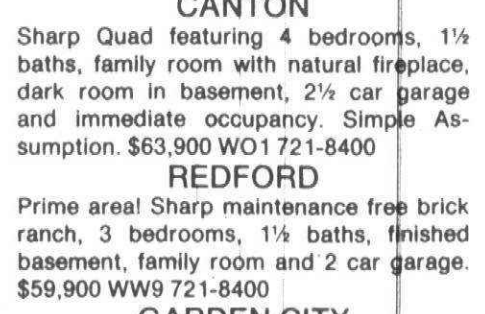 CANTON
Sharp Quad featuring 4 bedrooms, 1½
baths, family room with natural fireplace,
dark room in basement, 2½ car garage
and immediate occupancy. Simple As-
sumption. $63,900 WO1 721-8400
REDFORD
Prime area! Sharp maintenance free brick
ranch, 3 bedrooms, 1½ baths, finished
basement, family room and 2 car garage.
$59,900 WW9 721-8400
GARDEN CITY